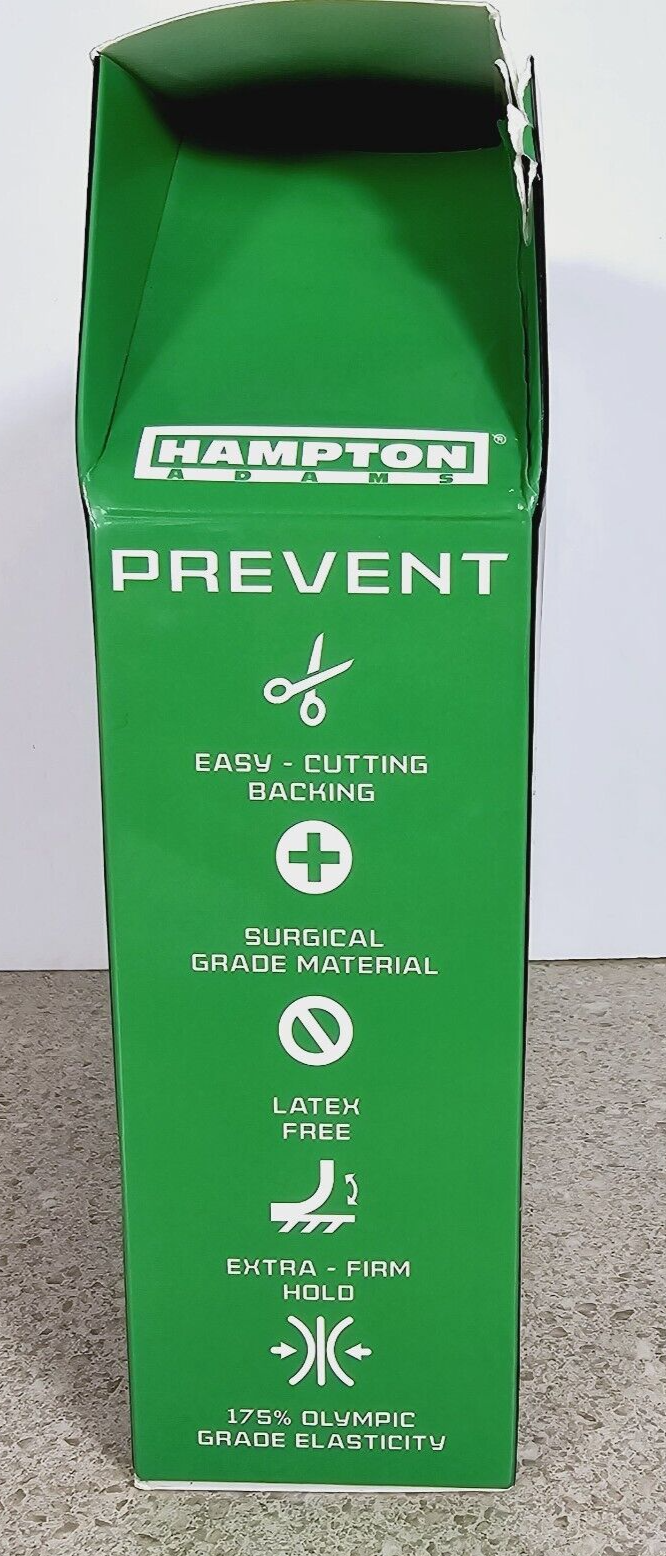 HAMPTON®
ADAMS
PREVENT
EASY - CUTTING
BACKING
SURGICAL
GRADE MATERIAL
LATEX
FREE
EXTRA - FIRM
HOLD
175% OLYMPIC
GRADE ELASTICITY